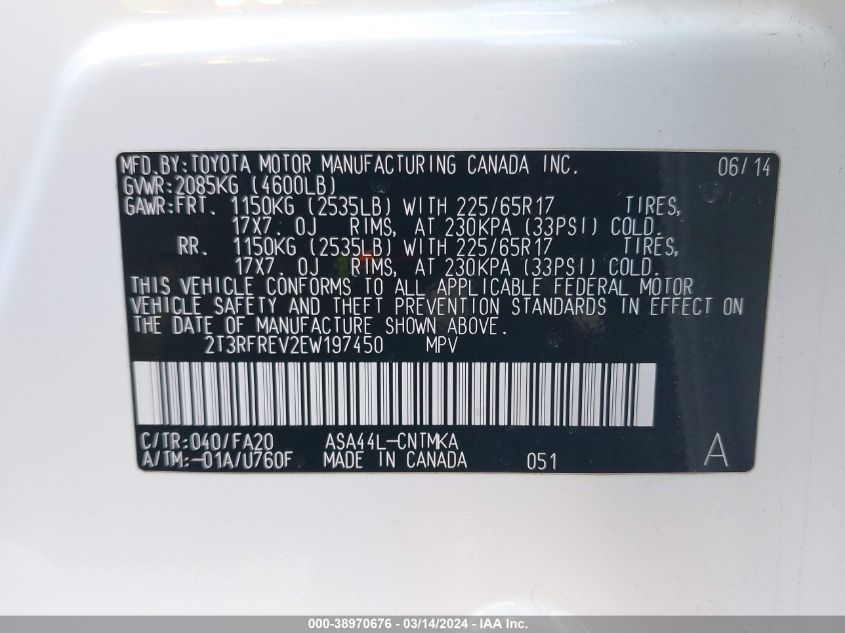 MFD.BY:TOYOTA MOTOR MANUFACTURING CANADA INC. 06/14
GVWR:2085KG (4600LB)
GAWR:FRT. 1150KG (2535LB) WITH 225/65R17 TIRES,
17X7.0J RIMS, AT 230KPA (33PSI) COLD.
RR. 1150KG (2535LB) WITH 225/65R17 TIRES,
17X7.0J RIMS, AT 230KPA (33PSI) COLD.
THIS VEHICLE CONFORMS TO ALL APPLICABLE FEDERAL MOTOR
VEHICLE SAFETY AND THEFT PREVENTION STANDARDS IN EFFECT ON
THE DATE OF MANUFACTURE SHOWN ABOVE.
2T3RFREV2EW197450 MPV
C/TR:040/FA20 ASA44L-CNTMKA
A/TM:-01A/U760F MADE IN CANADA 051 A
000-38970676 - 03/14/2024 - IAA Inc.